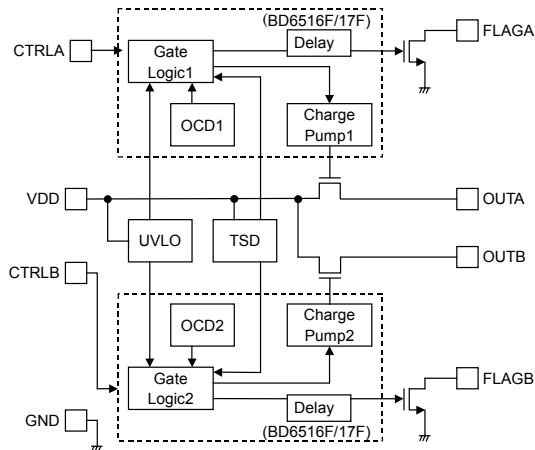 (BD6516F/17F)
FLAGA
CTRLA
Gate
Logic1
Delay
OCD1
Charge
Pump1
VDD
OUTA
UVLO
TSD
OUTB
CTRLB
OCD2
Charge
Pump2
Gate
Logic2
FLAGB
Delay
GND
(BD6516F/17F)